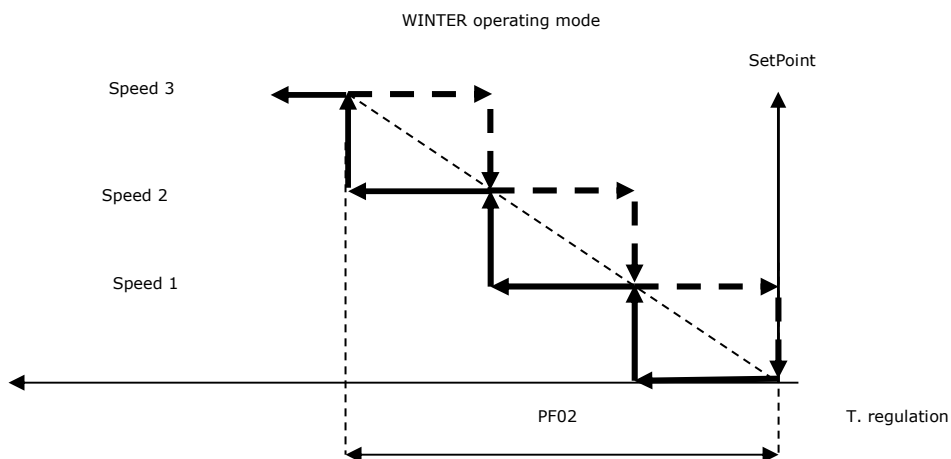 WINTER operating mode
SetPoint
Speed 3
Speed 2
Speed 1
PF02
T. regulation